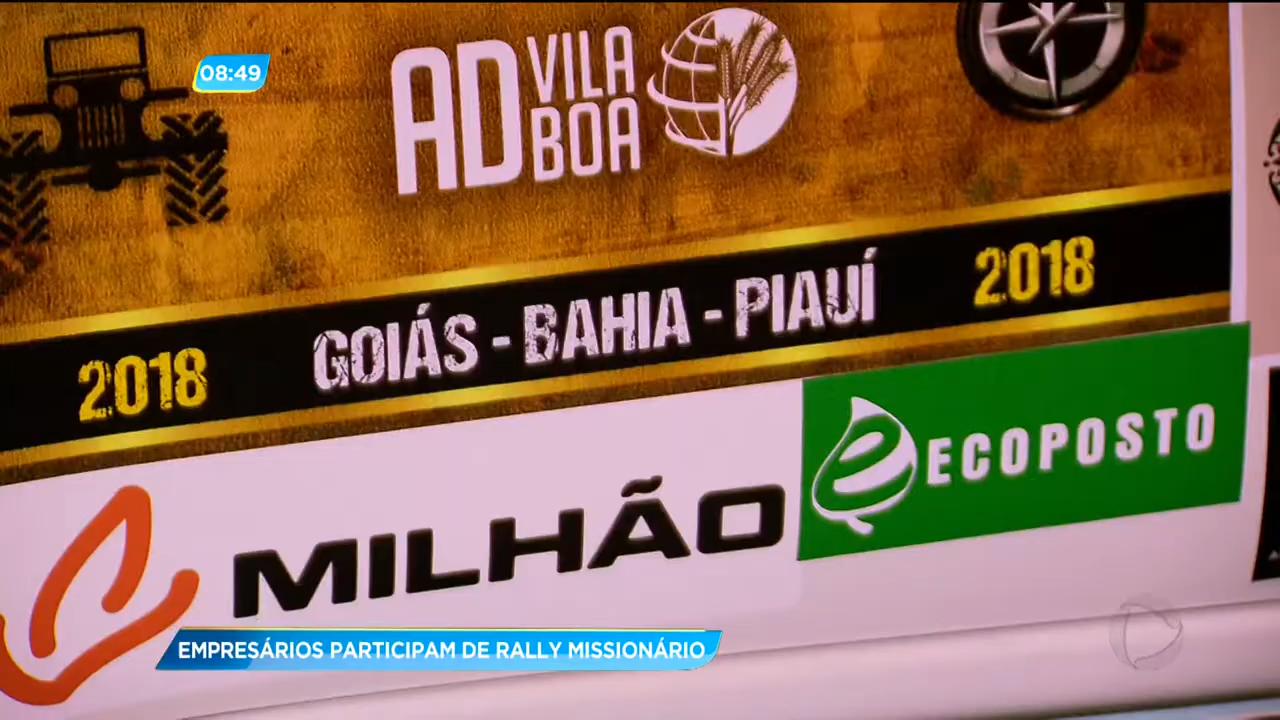 08:49
AD VILA BOA
2018 GOIÁS - BAHIA - PIAUÍ 2018
MILHÃO
ECOPOSTO
EMPRESÁRIOS PARTICIPAM DE RALLY MISSIONÁRIO